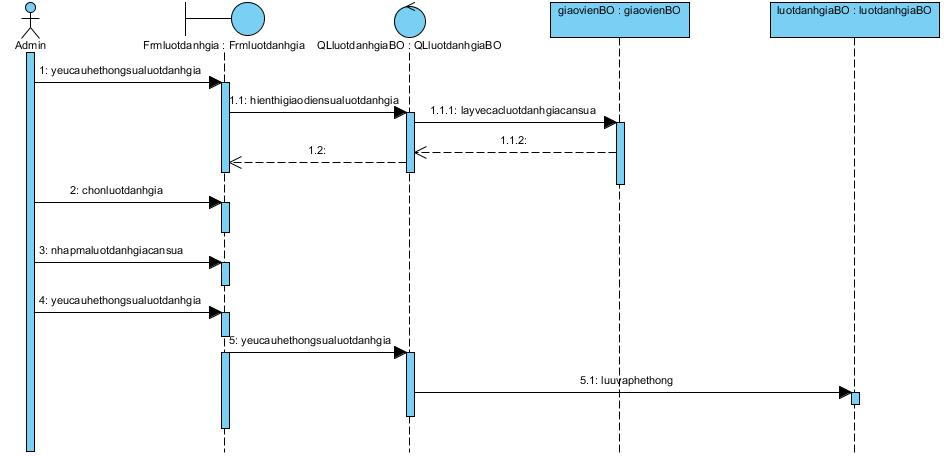 giaovienBO : giaovienBO
luotdanhgiaBO : luotdanhgiaBO
Admin
Frmluotdanhgia : Frmluotdanhgia
QLluotdanhgiaBO : QLluotdanhgiaBO
1: yeucauhethongsualuotdanhgia
1.1: hienthigiaodiensualuotdanhgia
1.1.1: layvecacluotdanhgiacansua
1.1.2:
1.2:
2: chonluotdanhgia
3: nhapmaluotdanhgiacansua
4: yeucauhethongsualuotdanhgia
5: yeucauhethongsualuotdanhgia
5.1: luuvaphethong